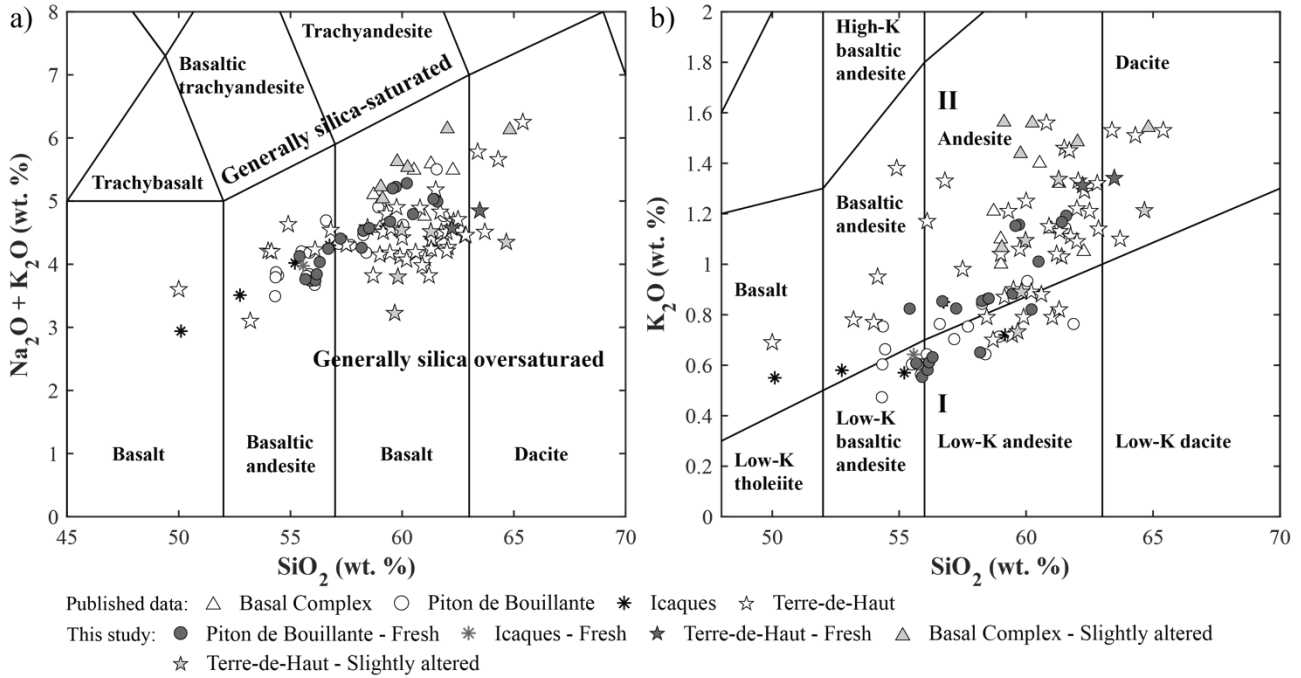 a)
8
7
6
5
4
3
2
1
0
Na2O + K2O (wt. %)
Trachyandesite
Basaltic
trachyandesite
Generally silica-saturated
Trachybasalt
Generally silica oversaturaed
Basalt
Basaltic
andesite
Basalt
Dacite
45 50 55 60 65 70
SiO2 (wt. %)
b)
2
1.8
1.6
1.4
1.2
1
0.8
0.6
0.4
0.2
0
K2O (wt. %)
High-K
basaltic
andesite
Dacite
II
Andesite
Basaltic
andesite
Basalt
I
Low-K
tholeiite
Low-K
basaltic
andesite
Low-K andesite
Low-K dacite
50 55 60 65 70
SiO2 (wt. %)
Published data: Basal Complex Piton de Bouillante Icaques Terre-de-Haut
This study: Piton de Bouillante - Fresh Icaques - Fresh Terre-de-Haut - Fresh Basal Complex - Slightly altered
Terre-de-Haut - Slightly altered